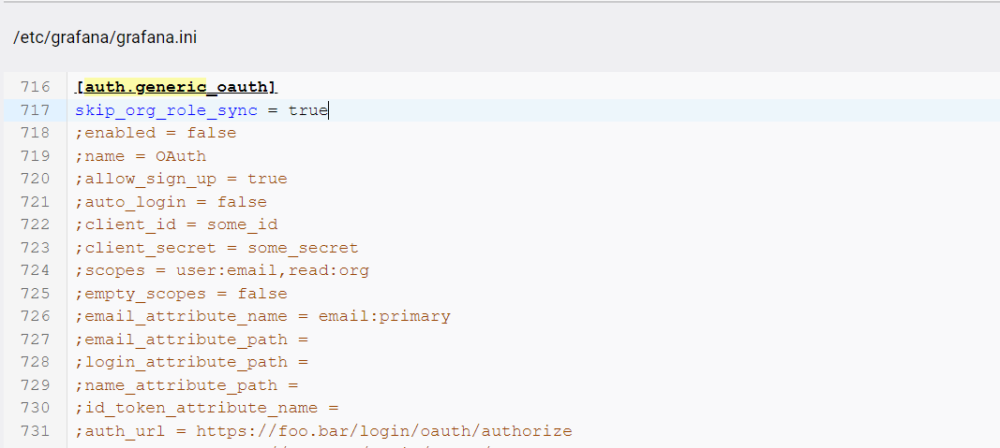 /etc/grafana/grafana.ini
716 [auth.generic_oauth]
717 skip_org_role_sync = true
718 ;enabled = false
719 ;name = OAuth
720 ;allow_sign_up = true
721 ;auto_login = false
722 ;client_id = some_id
723 ;client_secret = some_secret
724 ;scopes = user:email,read:org
725 ;empty_scopes = false
726 ;email_attribute_name = email:primary
727 ;email_attribute_path =
728 ;login_attribute_path =
729 ;name_attribute_path =
730 ;id_token_attribute_name =
731 ;auth_url = https://foo.bar/login/oauth/authorize